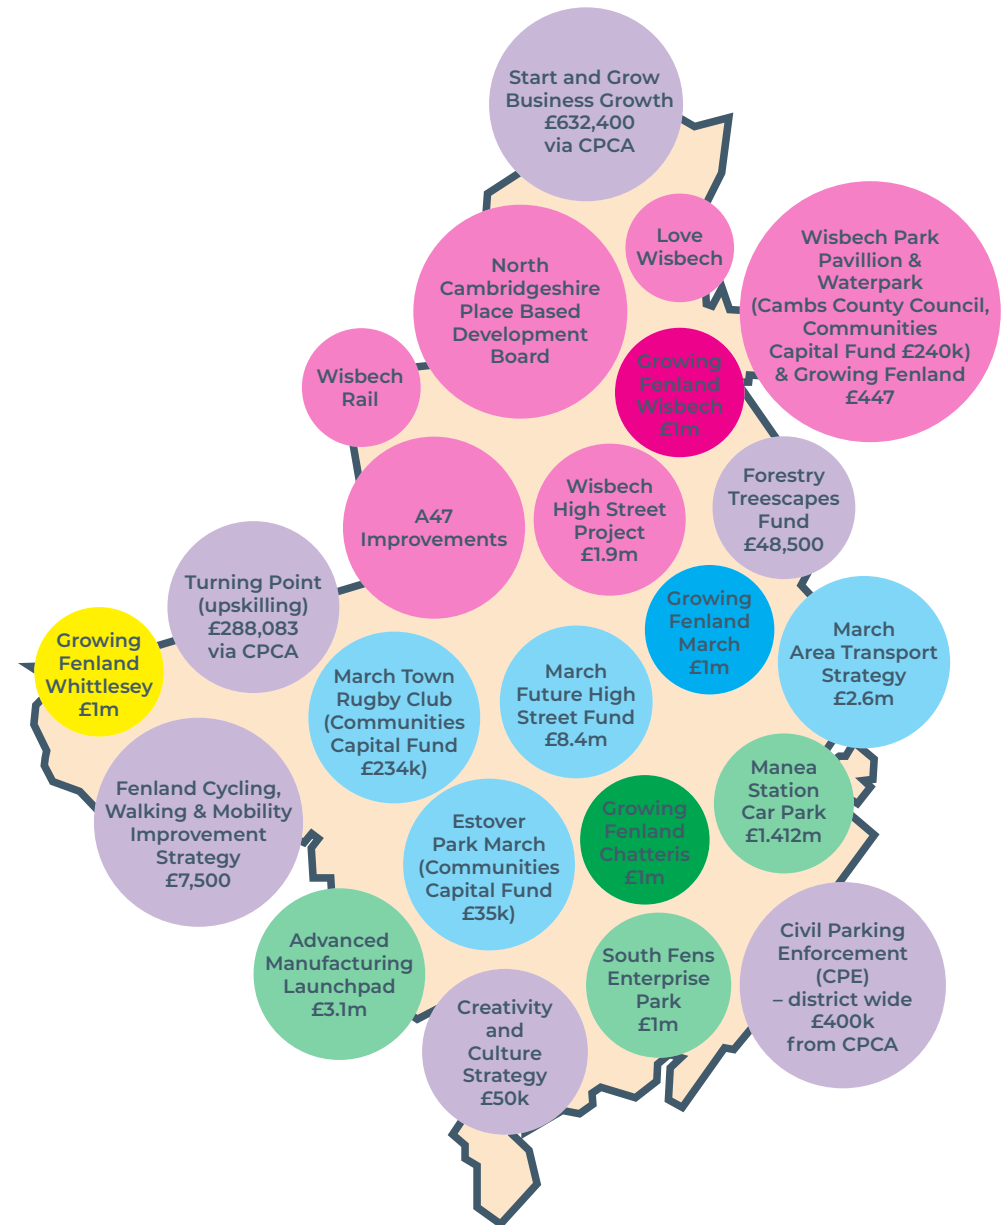 Start and Grow
Business Growth
£632,400
via CPCA
Love
Wisbech
Wisbech Park
Pavillion &
Waterpark
(Cambs County Council,
Communities
Capital Fund £240k)
& Growing Fenland
£447
North
Cambridgeshire
Place Based
Development
Board
Wisbech
Rail
Growing
Fenland
Wisbech
£1m
A47
Improvements
Wisbech
High Street
Project
£1.9m
Forestry
Treescapes
Fund
£48,500
Turning Point
(upskilling)
£288,083
via CPCA
Growing
Fenland
Whittlesey
£1m
March Town
Rugby Club
(Communities
Capital Fund
£234k)
March
Future High
Street Fund
£8.4m
Growing
Fenland
March
£1m
March
Area Transport
Strategy
£2.6m
Fenland Cycling,
Walking & Mobility
Improvement
Strategy
£7,500
Estover
Park March
(Communities
Capital Fund
£35k)
Growing
Fenland
Chatteris
£1m
Manea
Station
Car Park
£1.412m
Advanced
Manufacturing
Launchpad
£3.1m
Creativity
and
Culture
Strategy
£50k
South Fens
Enterprise
Park
£1m
Civil Parking
Enforcement
(CPE)
– district wide
£400k
from CPCA